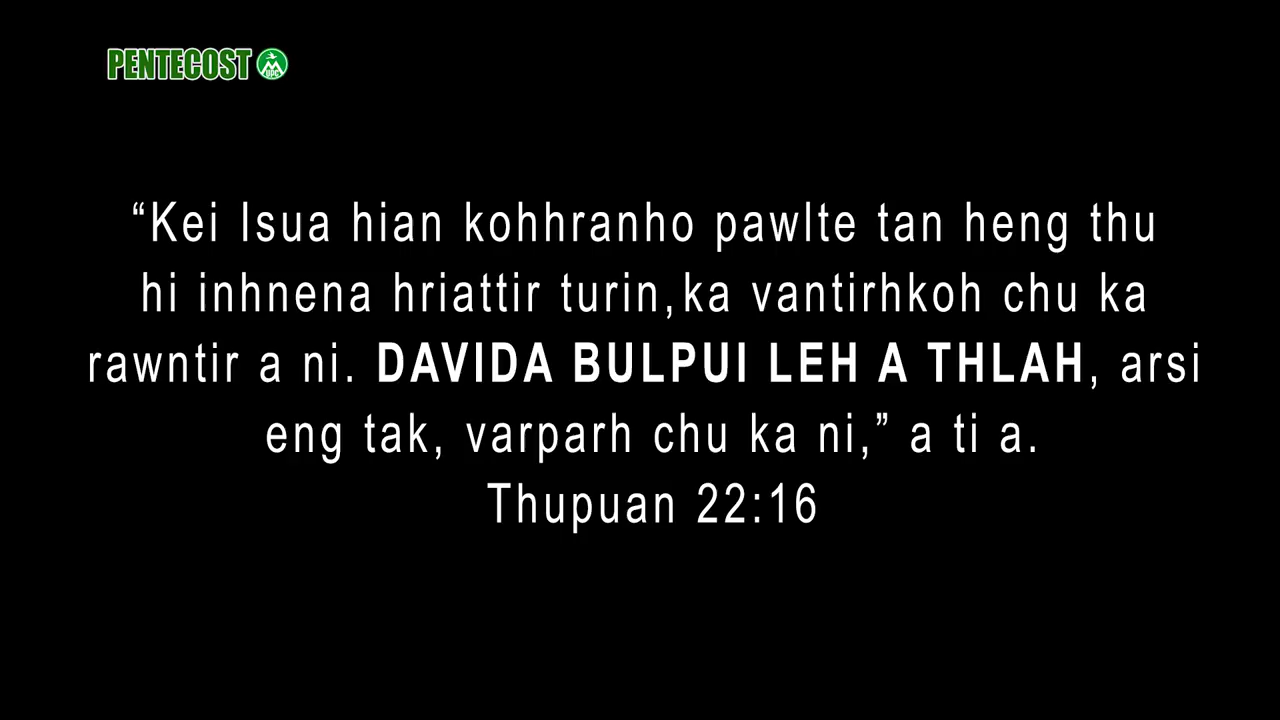 PENTECOST UPC
“Kei Isua hian kohhranho pawlte tan heng thu
hi inhnena hriattir turin,ka vantirhkoh chu ka
rawntir a ni. DAVIDA BULPUI LEH A THLAH, arsi
eng tak, varparh chu ka ni,” a ti a.
Thupuan 22:16